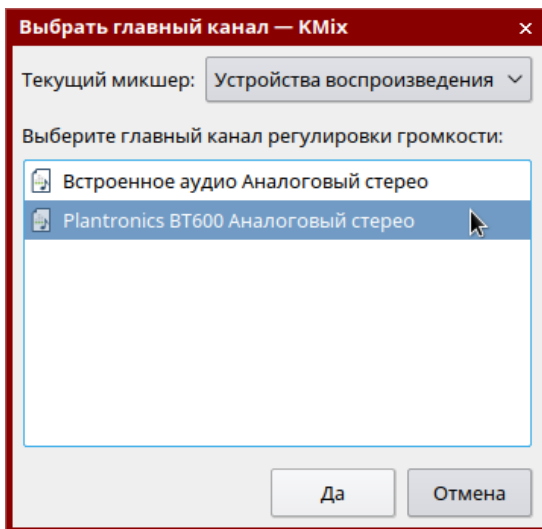 Выбрать главный канал — KMix
Текущий микшер: Устройства воспроизведения
Выберите главный канал регулировки громкости:
Встроенное аудио Аналоговый стерео
Plantronics BT600 Аналоговый стерео
Да Отмена